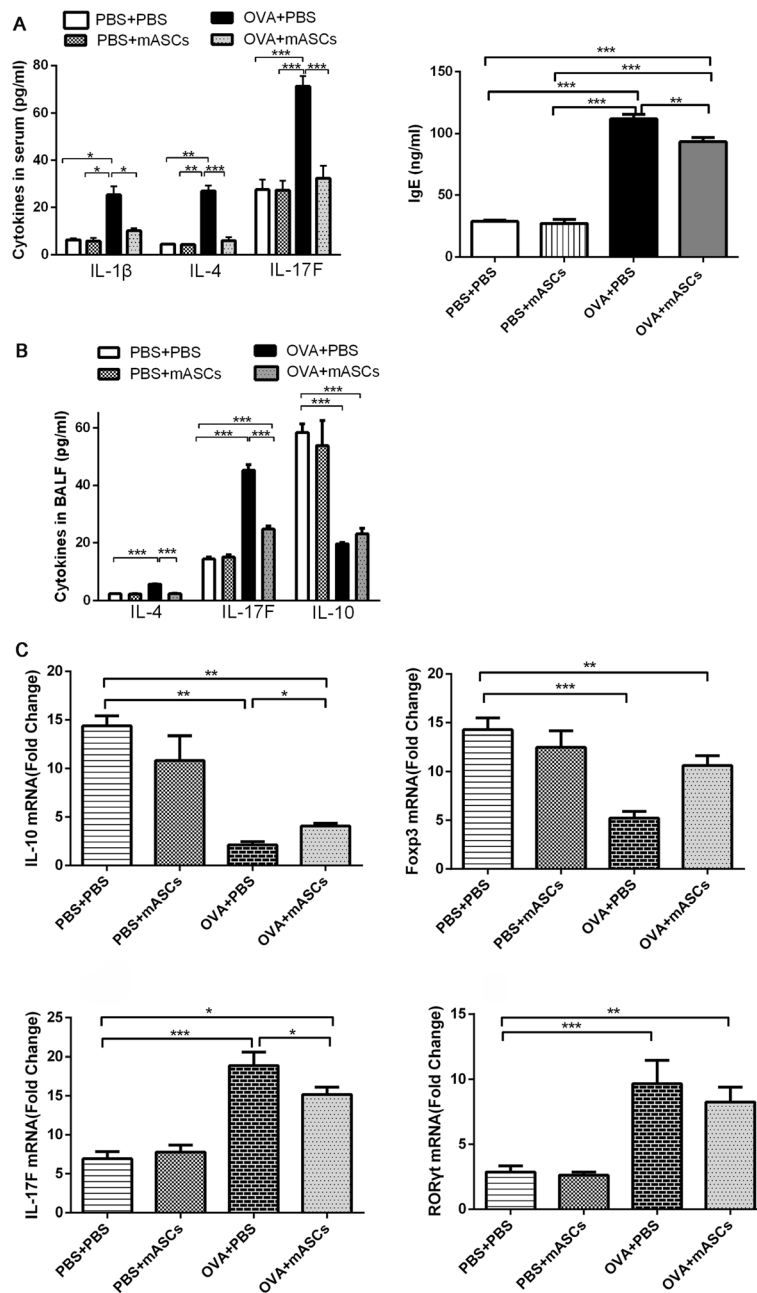 A
PBS+PBS
OVA+PBS
PBS+mASCs
OVA+mASCs
Cytokines in serum (pg/ml)
80
60
40
20
0
*
*
*
**
**
***
***
***
***
IL-1β
IL-4
IL-17F
IgE (ng/ml)
150
100
50
0
***
***
***
***
**
PBS+PBS
PBS+mASCs
OVA+PBS
OVA+mASCs
B
PBS+PBS
OVA+PBS
PBS+mASCs
OVA+mASCs
Cytokines in BALF (pg/ml)
60
40
20
0
***
***
***
***
***
***
***
IL-4
IL-17F
IL-10
C
IL-10 mRNA(Fold Change)
20
15
10
5
0
**
**
*
PBS+PBS
PBS+mASCs
OVA+PBS
OVA+mASCs
Foxp3 mRNA(Fold Change)
20
15
10
5
0
**
***
PBS+PBS
PBS+mASCs
OVA+PBS
OVA+mASCs
IL-17F mRNA(Fold Change)
25
20
15
10
5
0
*
***
*
PBS+PBS
PBS+mASCs
OVA+PBS
OVA+mASCs
RORγt mRNA(Fold Change)
15
10
5
0
**
***
PBS+PBS
PBS+mASCs
OVA+PBS
OVA+mASCs